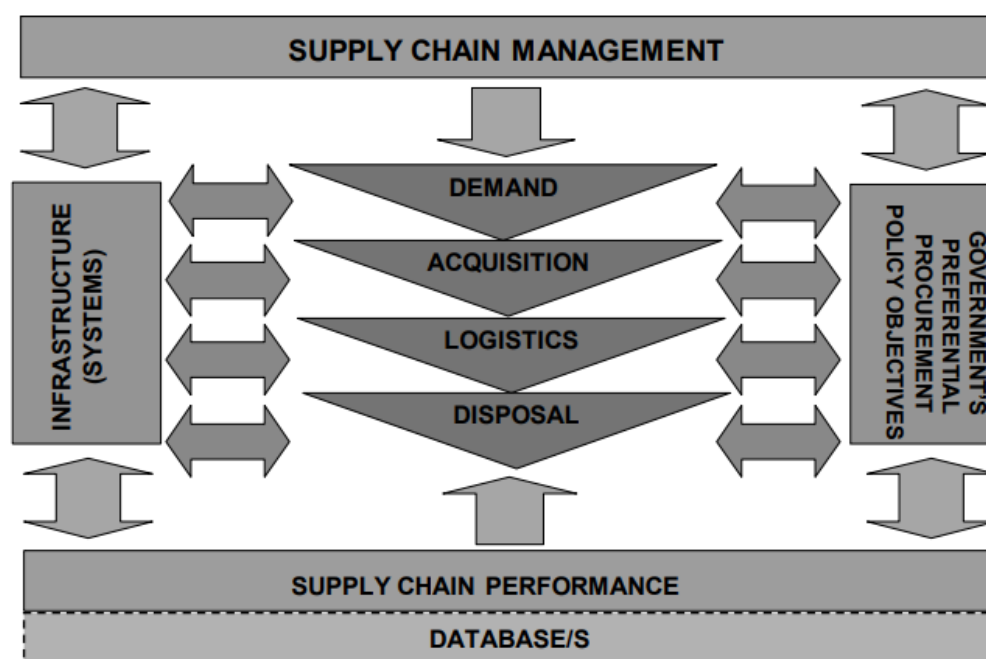 SUPPLY CHAIN MANAGEMENT
DEMAND
ACQUISITION
LOGISTICS
DISPOSAL
INFRASTRUCTURE
(SYSTEMS)
GOVERNMENT'S
PREFERENTIAL
PROCUREMENT
POLICY OBJECTIVES
SUPPLY CHAIN PERFORMANCE
DATABASE/S